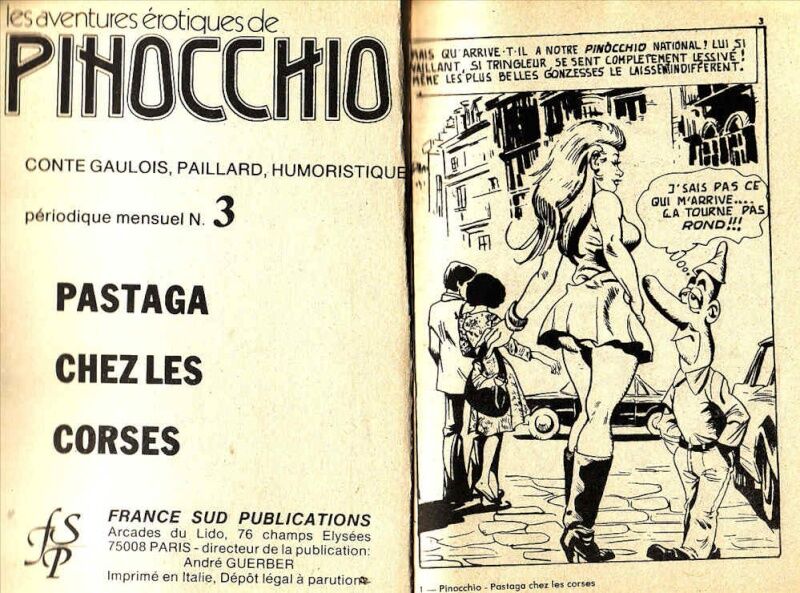 les aventures érotiques de
PINOCCHIO
CONTE GAULOIS, PAILLARD, HUMORISTIQUE
périodique mensuel N. 3
PASTAGA
CHEZ LES
CORSES
fSP
FRANCE SUD PUBLICATIONS
Arcades du Lido, 76 champs Elysées
75008 PARIS - directeur de la publication:
André GUERBER
Imprimé en Italie, Dépôt légal à parution
3
MAIS QU'ARRIVE-T-IL A NOTRE PINOCCHIO NATIONAL? LUI SI
VAILLANT, SI TRINGLEUR, SE SENT COMPLETEMENT LESSIVÉ!
MÊME LES PLUS BELLES GONZESSES LE LAISSENT INDIFFERENT.
J'SAIS PAS CE
QUI M'ARRIVE....
ÇA TOURNE PAS
ROND!!!
1 — Pinocchio - Pastaga chez les corses